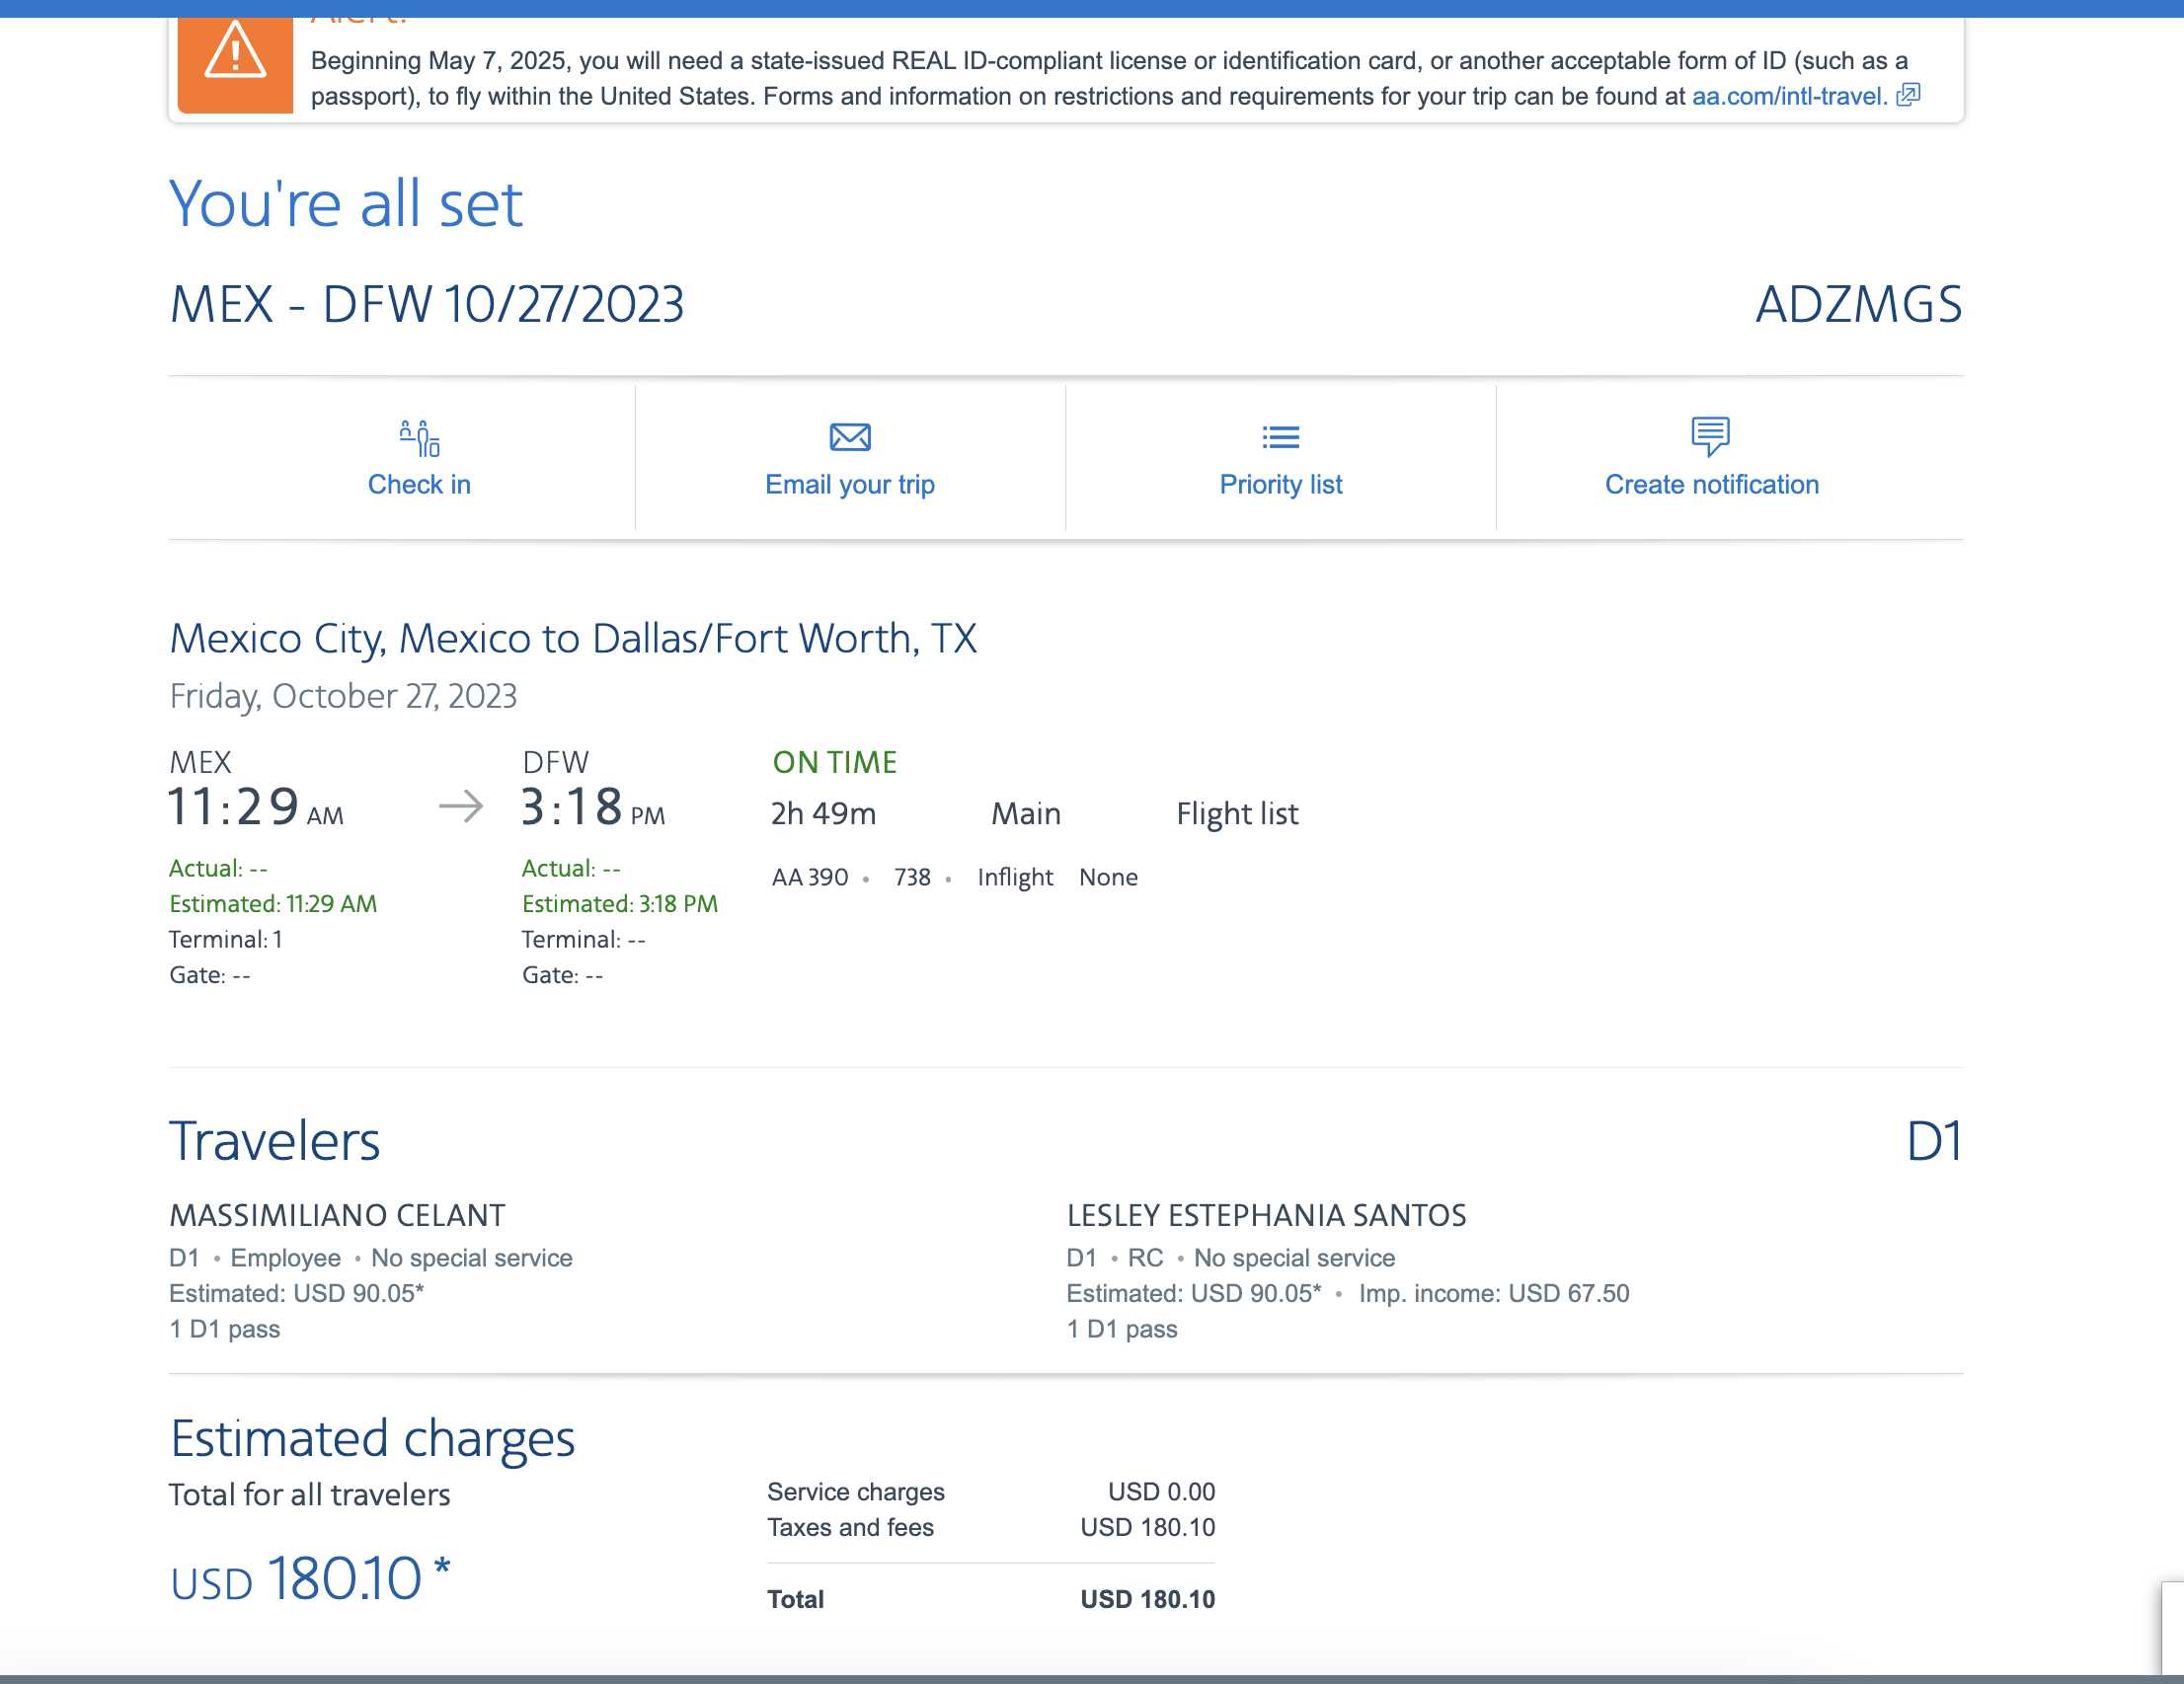 Alert!
Beginning May 7, 2025, you will need a state-issued REAL ID-compliant license or identification card, or another acceptable form of ID (such as a
passport), to fly within the United States. Forms and information on restrictions and requirements for your trip can be found at aa.com/intl-travel.
You're all set
MEX - DFW 10/27/2023 ADZMGS
Check in Email your trip Priority list Create notification
Mexico City, Mexico to Dallas/Fort Worth, TX
Friday, October 27, 2023
MEX DFW ON TIME
11:29 AM 3:18 PM 2h 49m Main Flight list
Actual: -- Actual: -- AA 390 • 738 • Inflight None
Estimated: 11:29 AM Estimated: 3:18 PM
Terminal: 1 Terminal: --
Gate: -- Gate: --
Travelers D1
MASSIMILIANO CELANT LESLEY ESTEPHANIA SANTOS
D1 • Employee • No special service D1 • RC • No special service
Estimated: USD 90.05* Estimated: USD 90.05* • Imp. income: USD 67.50
1 D1 pass 1 D1 pass
Estimated charges
Total for all travelers Service charges USD 0.00
Taxes and fees USD 180.10
USD 180.10 * Total USD 180.10